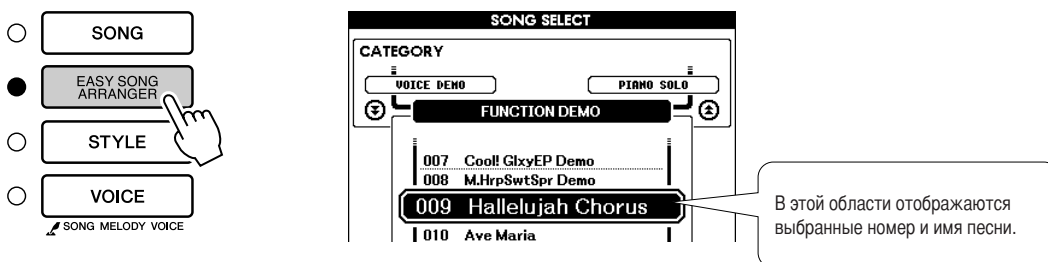 SONG
EASY SONG
ARRANGER
STYLE
VOICE
SONG MELODY VOICE
SONG SELECT
CATEGORY
VOICE DEMO
PIANO SOLO
FUNCTION DEMO
007 Cool! GlxyEP Demo
008 M.HrpSwtSpr Demo
009 Hallelujah Chorus
010 Ave Maria
В этой области отображаются
выбранные номер и имя песни.